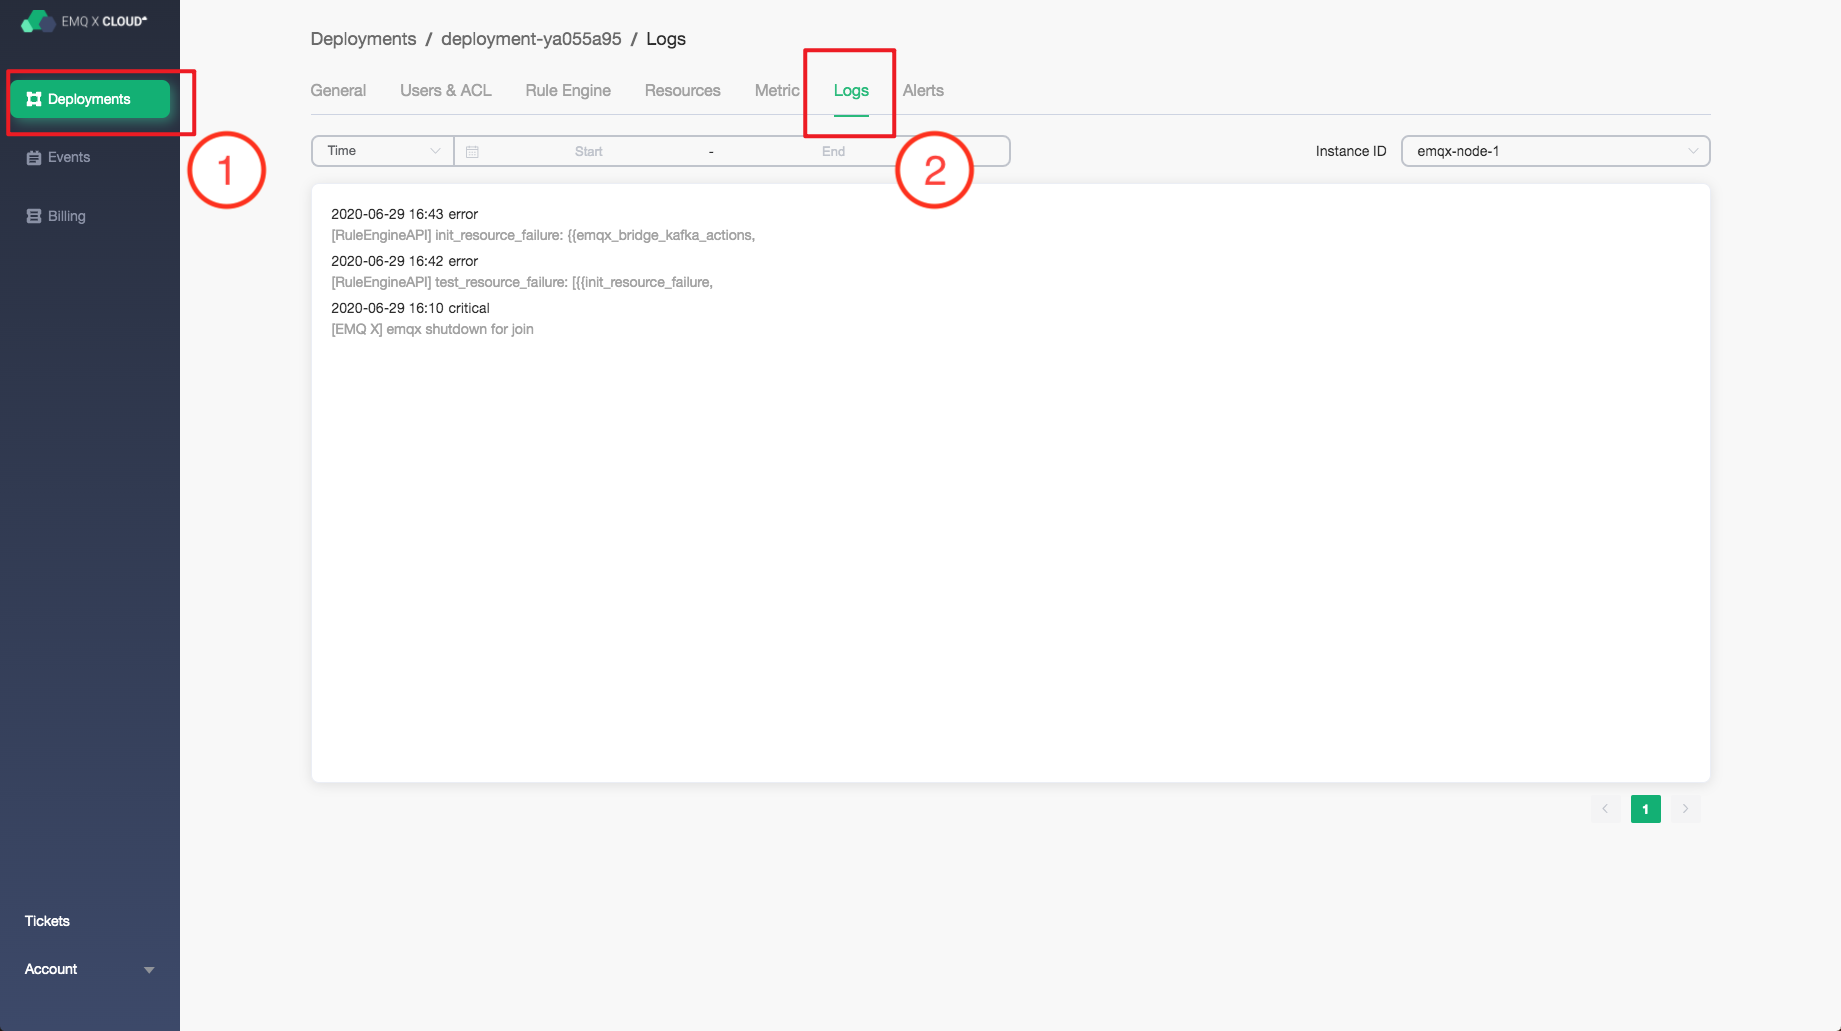 EMQ X CLOUD
Deployments
Events
Billing
Tickets
Account
1
Deployments / deployment-ya055a95 / Logs
General Users & ACL Rule Engine Resources Metric Logs Alerts
2
Time Start - End Instance ID emqx-node-1
2020-06-29 16:43 error
[RuleEngineAPI] init_resource_failure: {{emqx_bridge_kafka_actions,
2020-06-29 16:42 error
[RuleEngineAPI] test_resource_failure: [{{init_resource_failure,
2020-06-29 16:10 critical
[EMQ X] emqx shutdown for join
1